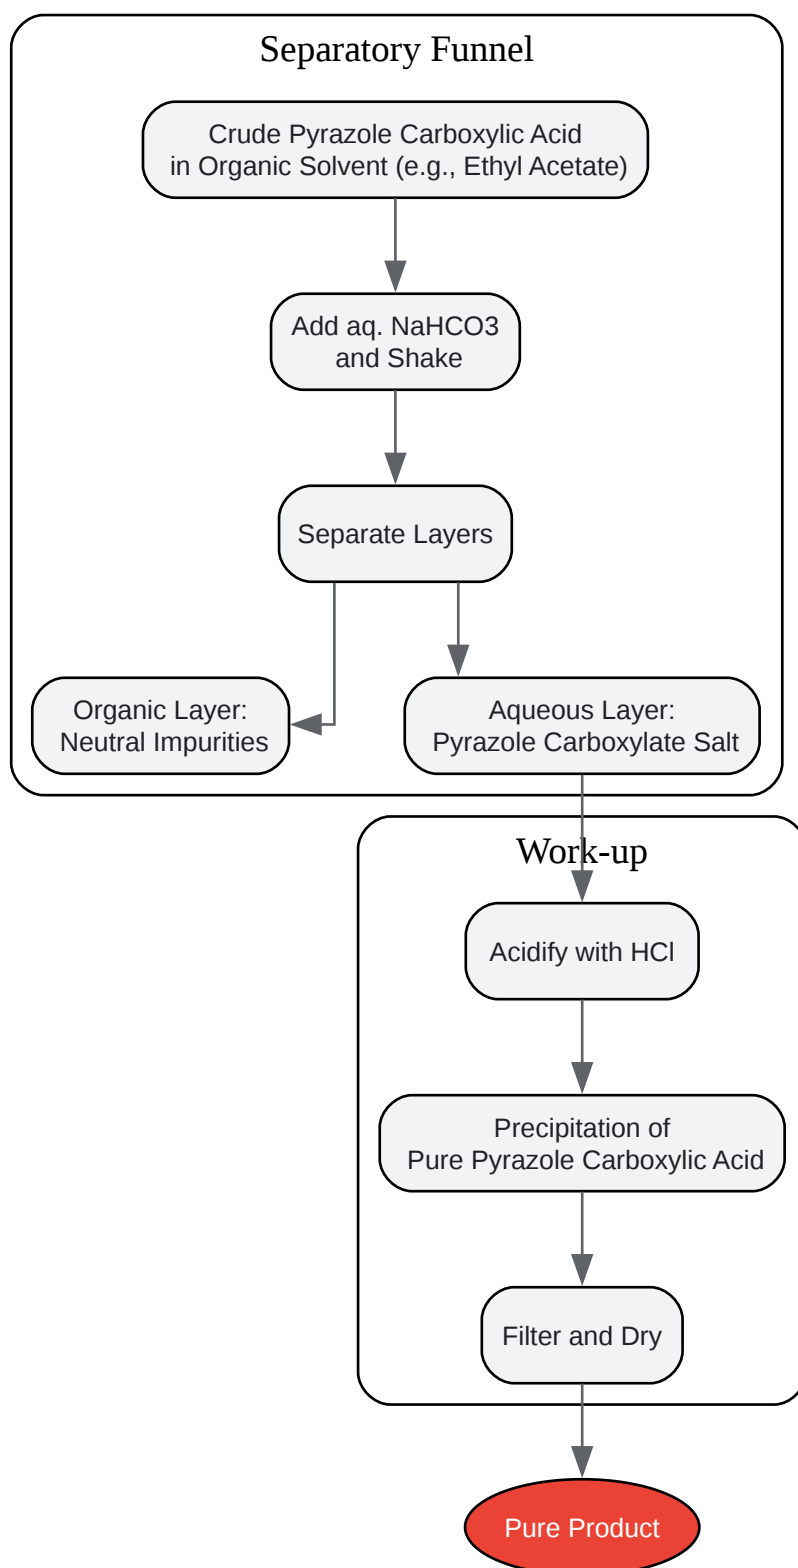 Separatory Funnel
Crude Pyrazole Carboxylic Acid
in Organic Solvent (e.g., Ethyl Acetate)
Add aq. NaHCO3
and Shake
Separate Layers
Organic Layer:
Neutral Impurities
Aqueous Layer:
Pyrazole Carboxylate Salt
Work-up
Acidify with HCl
Precipitation of
Pure Pyrazole Carboxylic Acid
Filter and Dry
Pure Product